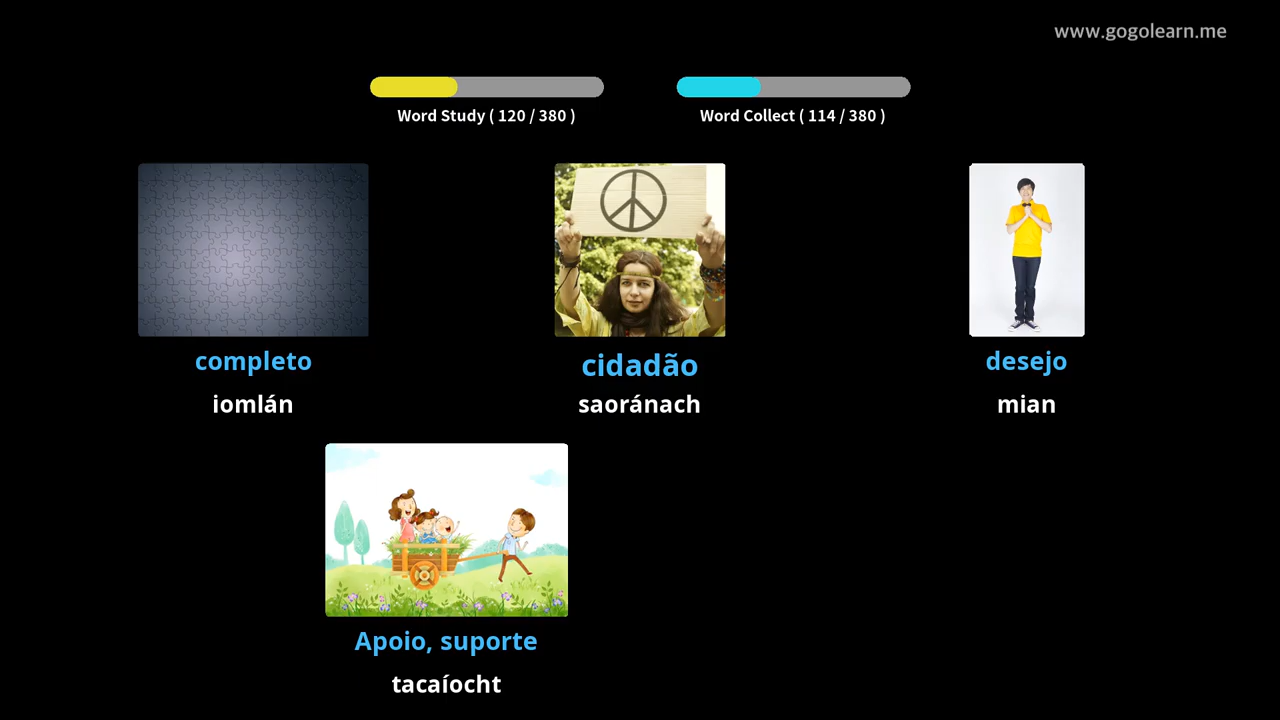 www.gogolearn.me
Word Study ( 120 / 380 )
Word Collect ( 114 / 380 )
completo
iomlán
cidadão
saoránach
desejo
mian
Apoio, suporte
tacaíocht